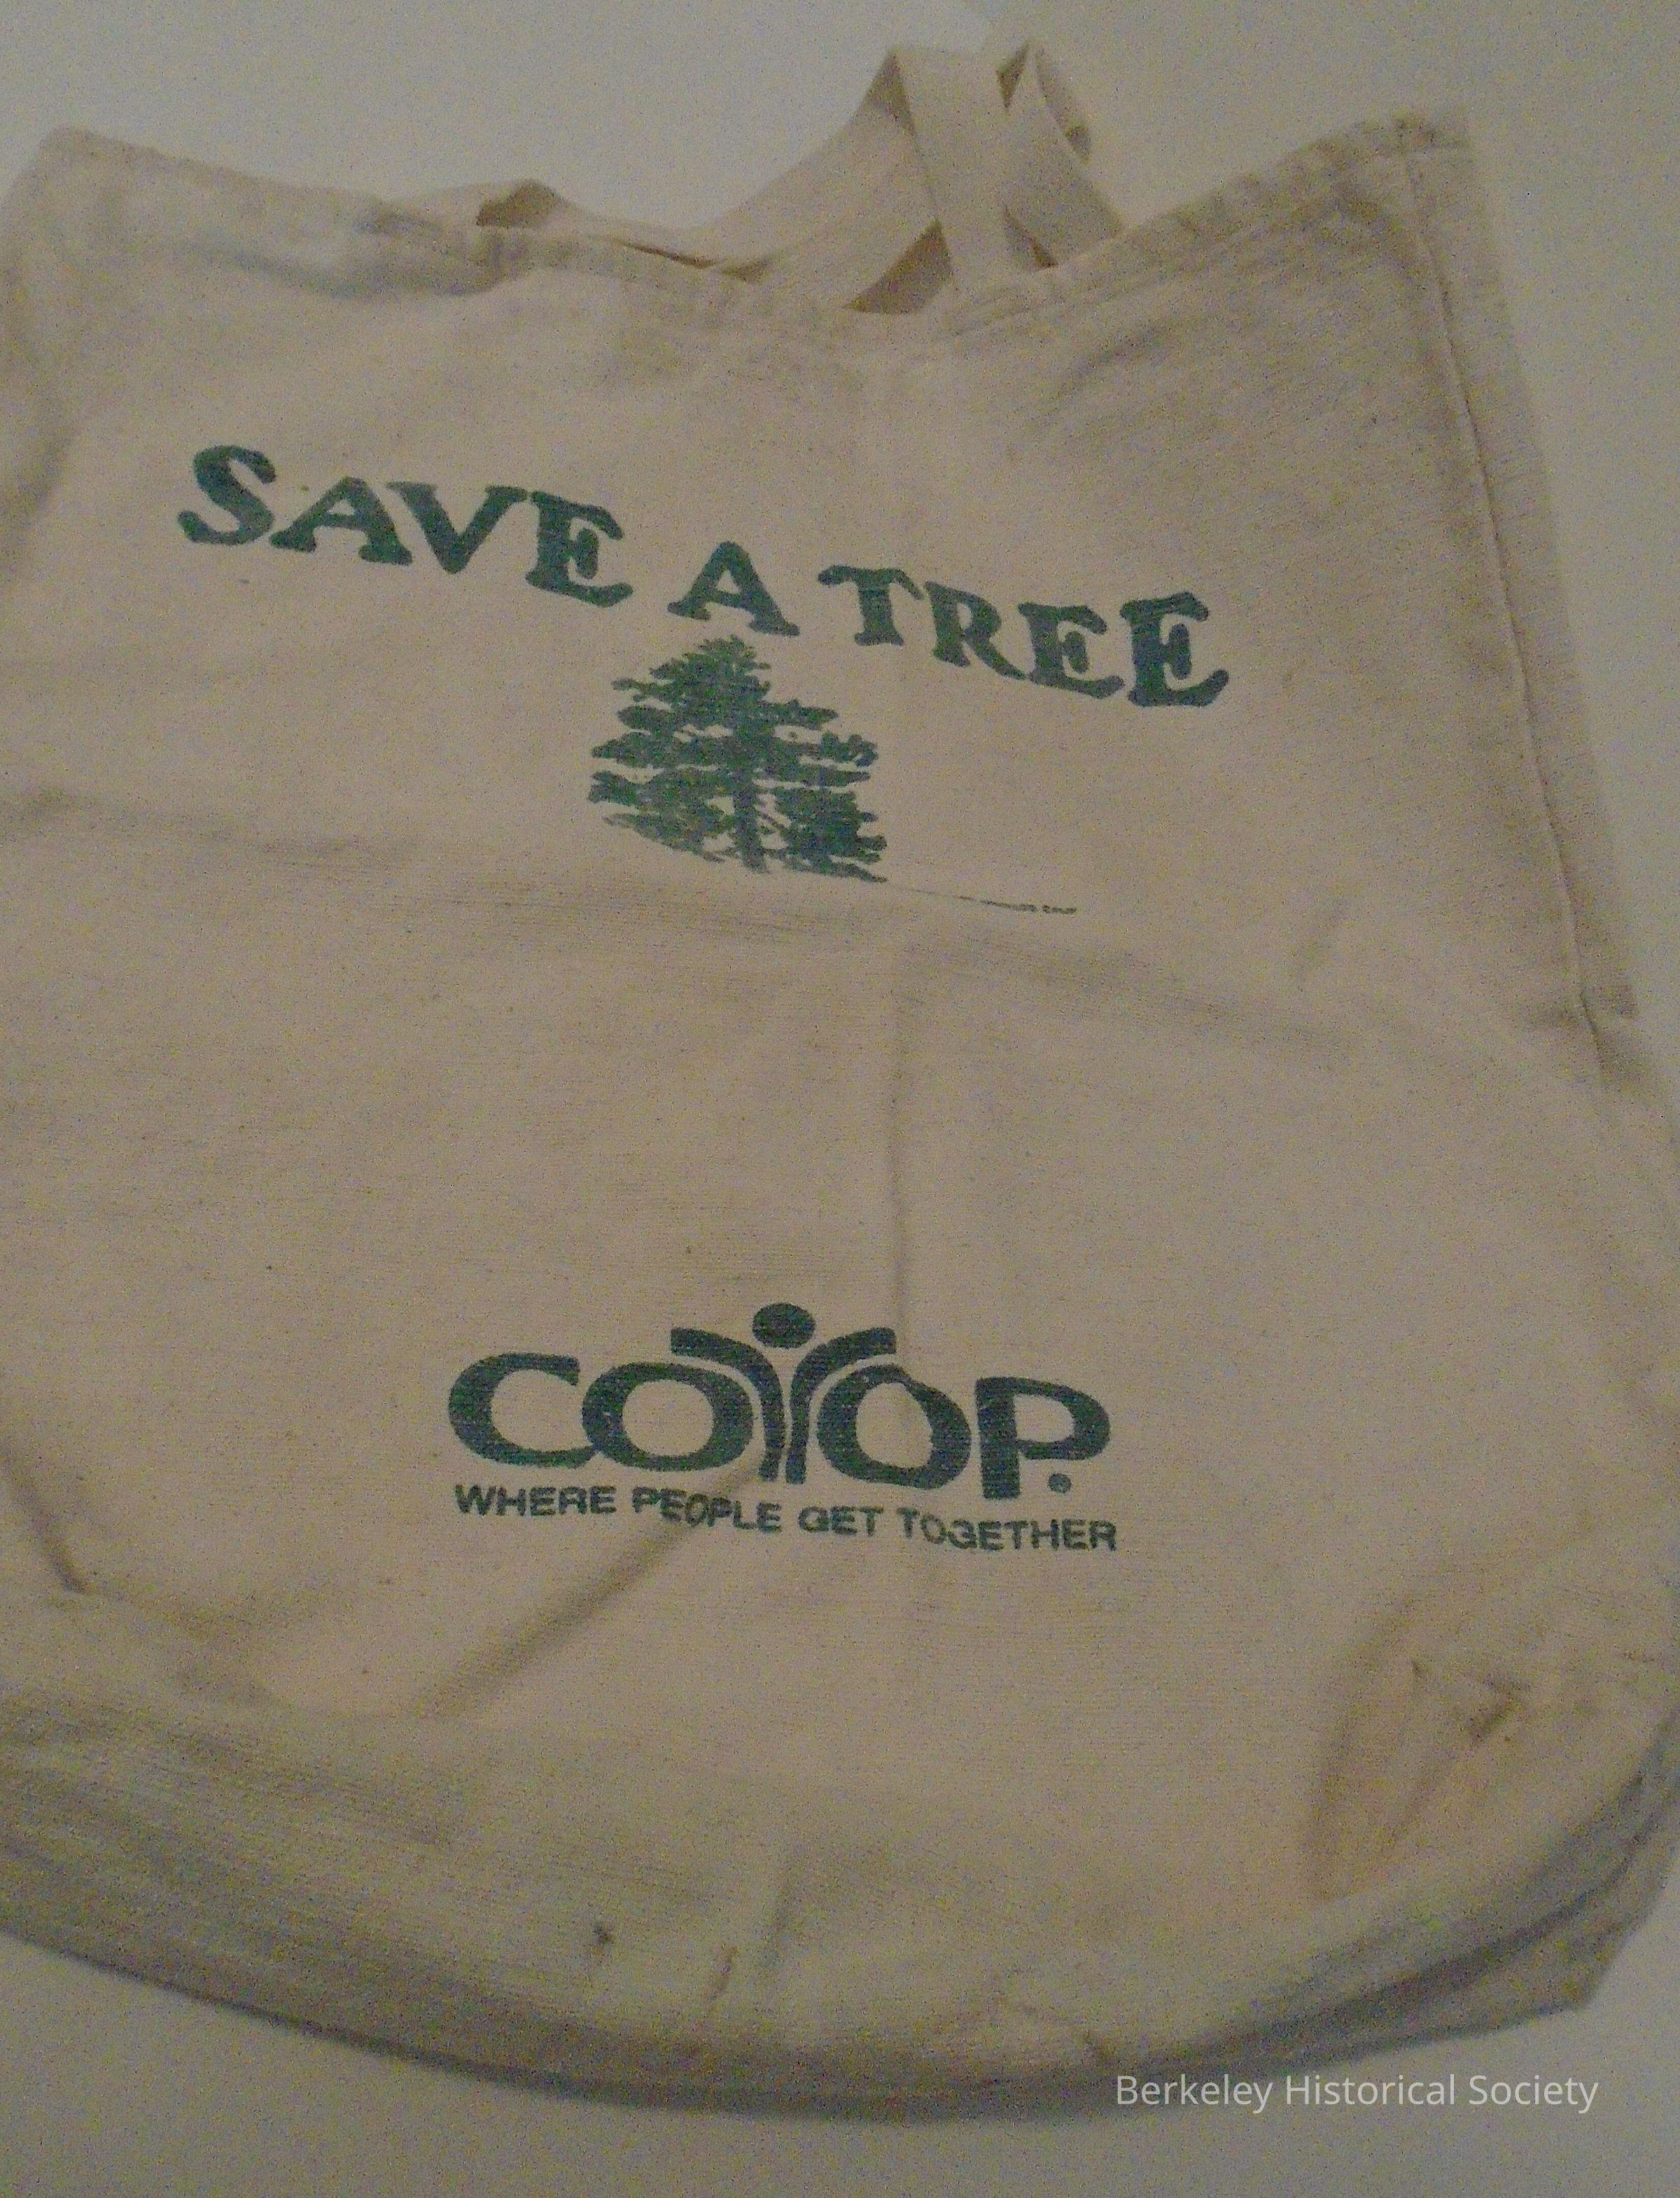 SAVE A TREE
CO OP.
WHERE PEOPLE GET TOGETHER
Berkeley Historical Society